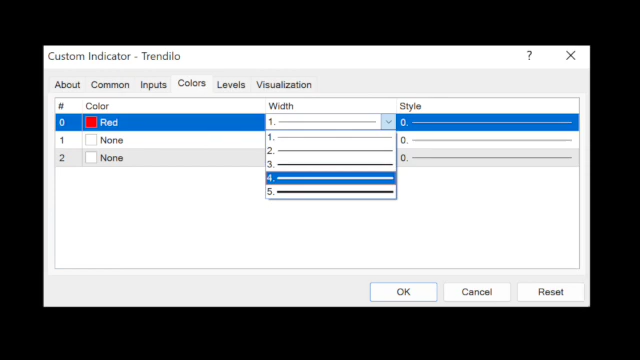 Custom Indicator - Trendilo ?
About Common Inputs Colors Levels Visualization
# Color Width Style
0 Red 1. 0.
1 None 1. 0.
2 None 2. 0.
3.
4.
5.
OK Cancel Reset